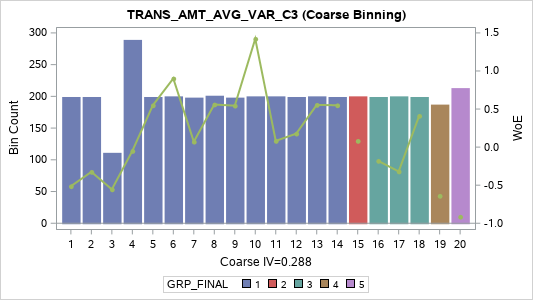 TRANS_AMT_AVG_VAR_C3 (Coarse Binning)
300
250
200
150
100
50
0
Bin Count
1.5
1.0
0.5
0.0
-0.5
-1.0
WoE
1 2 3 4 5 6 7 8 9 10 11 12 13 14 15 16 17 18 19 20
Coarse IV=0.288
GRP_FINAL 1 2 3 4 5